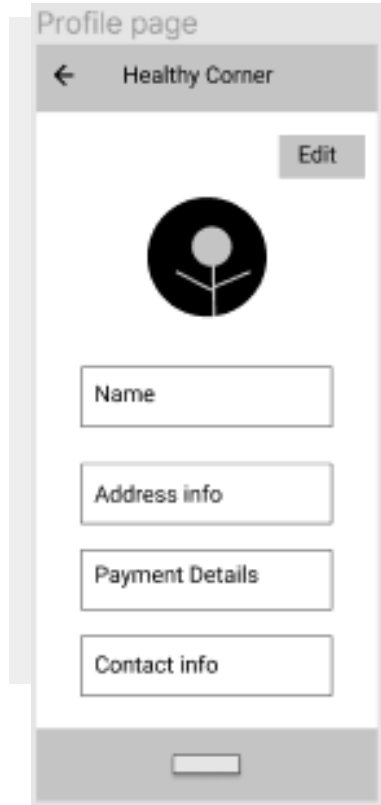 Profile page
Healthy Corner
Edit
Name
Address info
Payment Details
Contact info